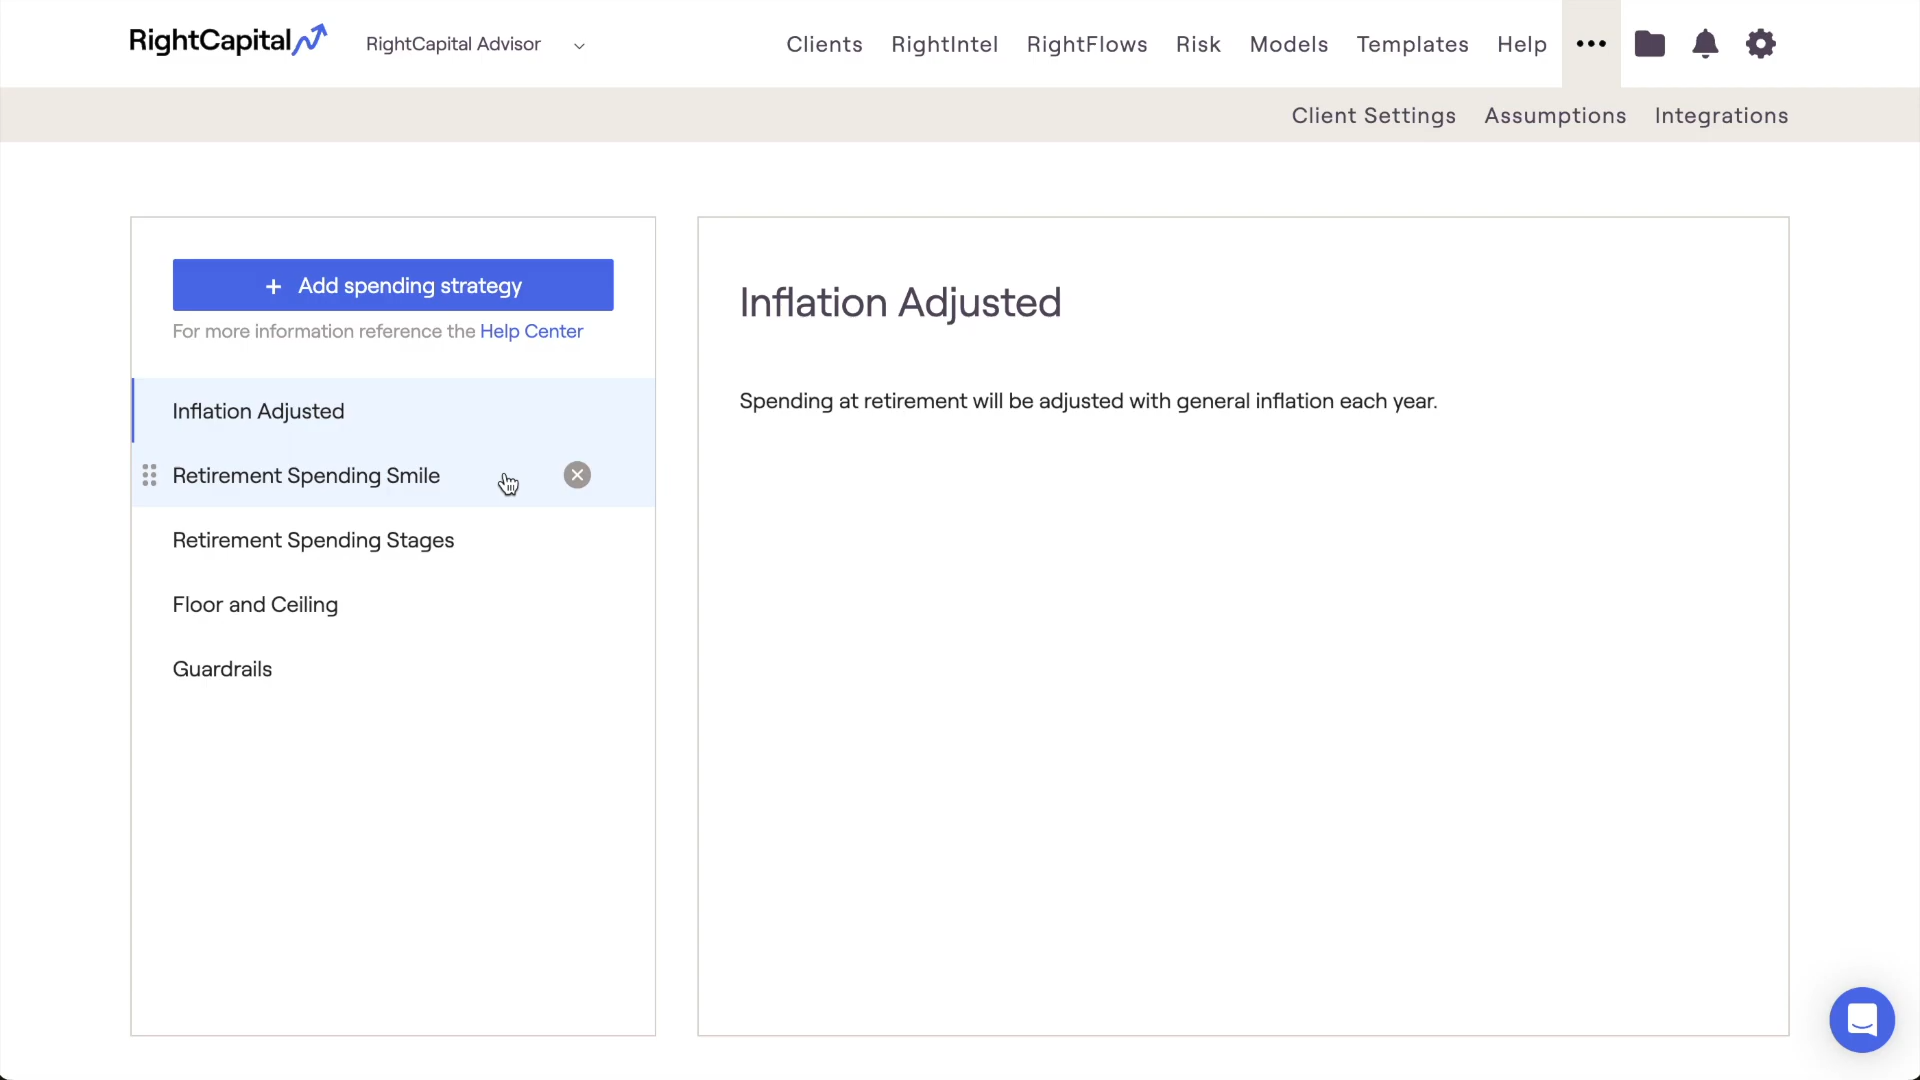 RightCapital
RightCapital Advisor
Clients RightIntel RightFlows Risk Models Templates Help
Client Settings Assumptions Integrations
+ Add spending strategy
For more information reference the Help Center
Inflation Adjusted
Retirement Spending Smile
Retirement Spending Stages
Floor and Ceiling
Guardrails
Inflation Adjusted
Spending at retirement will be adjusted with general inflation each year.